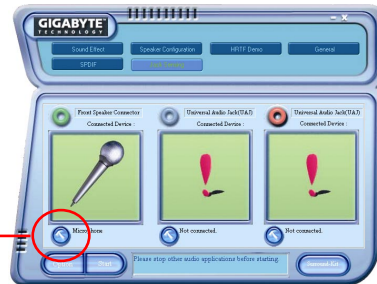 GIGABYTE™
TECHNOLOGY
Sound Effect
Speaker Configuration
HRTF Demo
General
SPDIF
Front Speaker Connector
Connected Device :
Universal Audio Jack(UAJ)
Connected Device :
Universal Audio Jack(UAJ)
Connected Device :
Microphone
Not connected.
Not connected.
Start
Please stop other audio applications before starting.